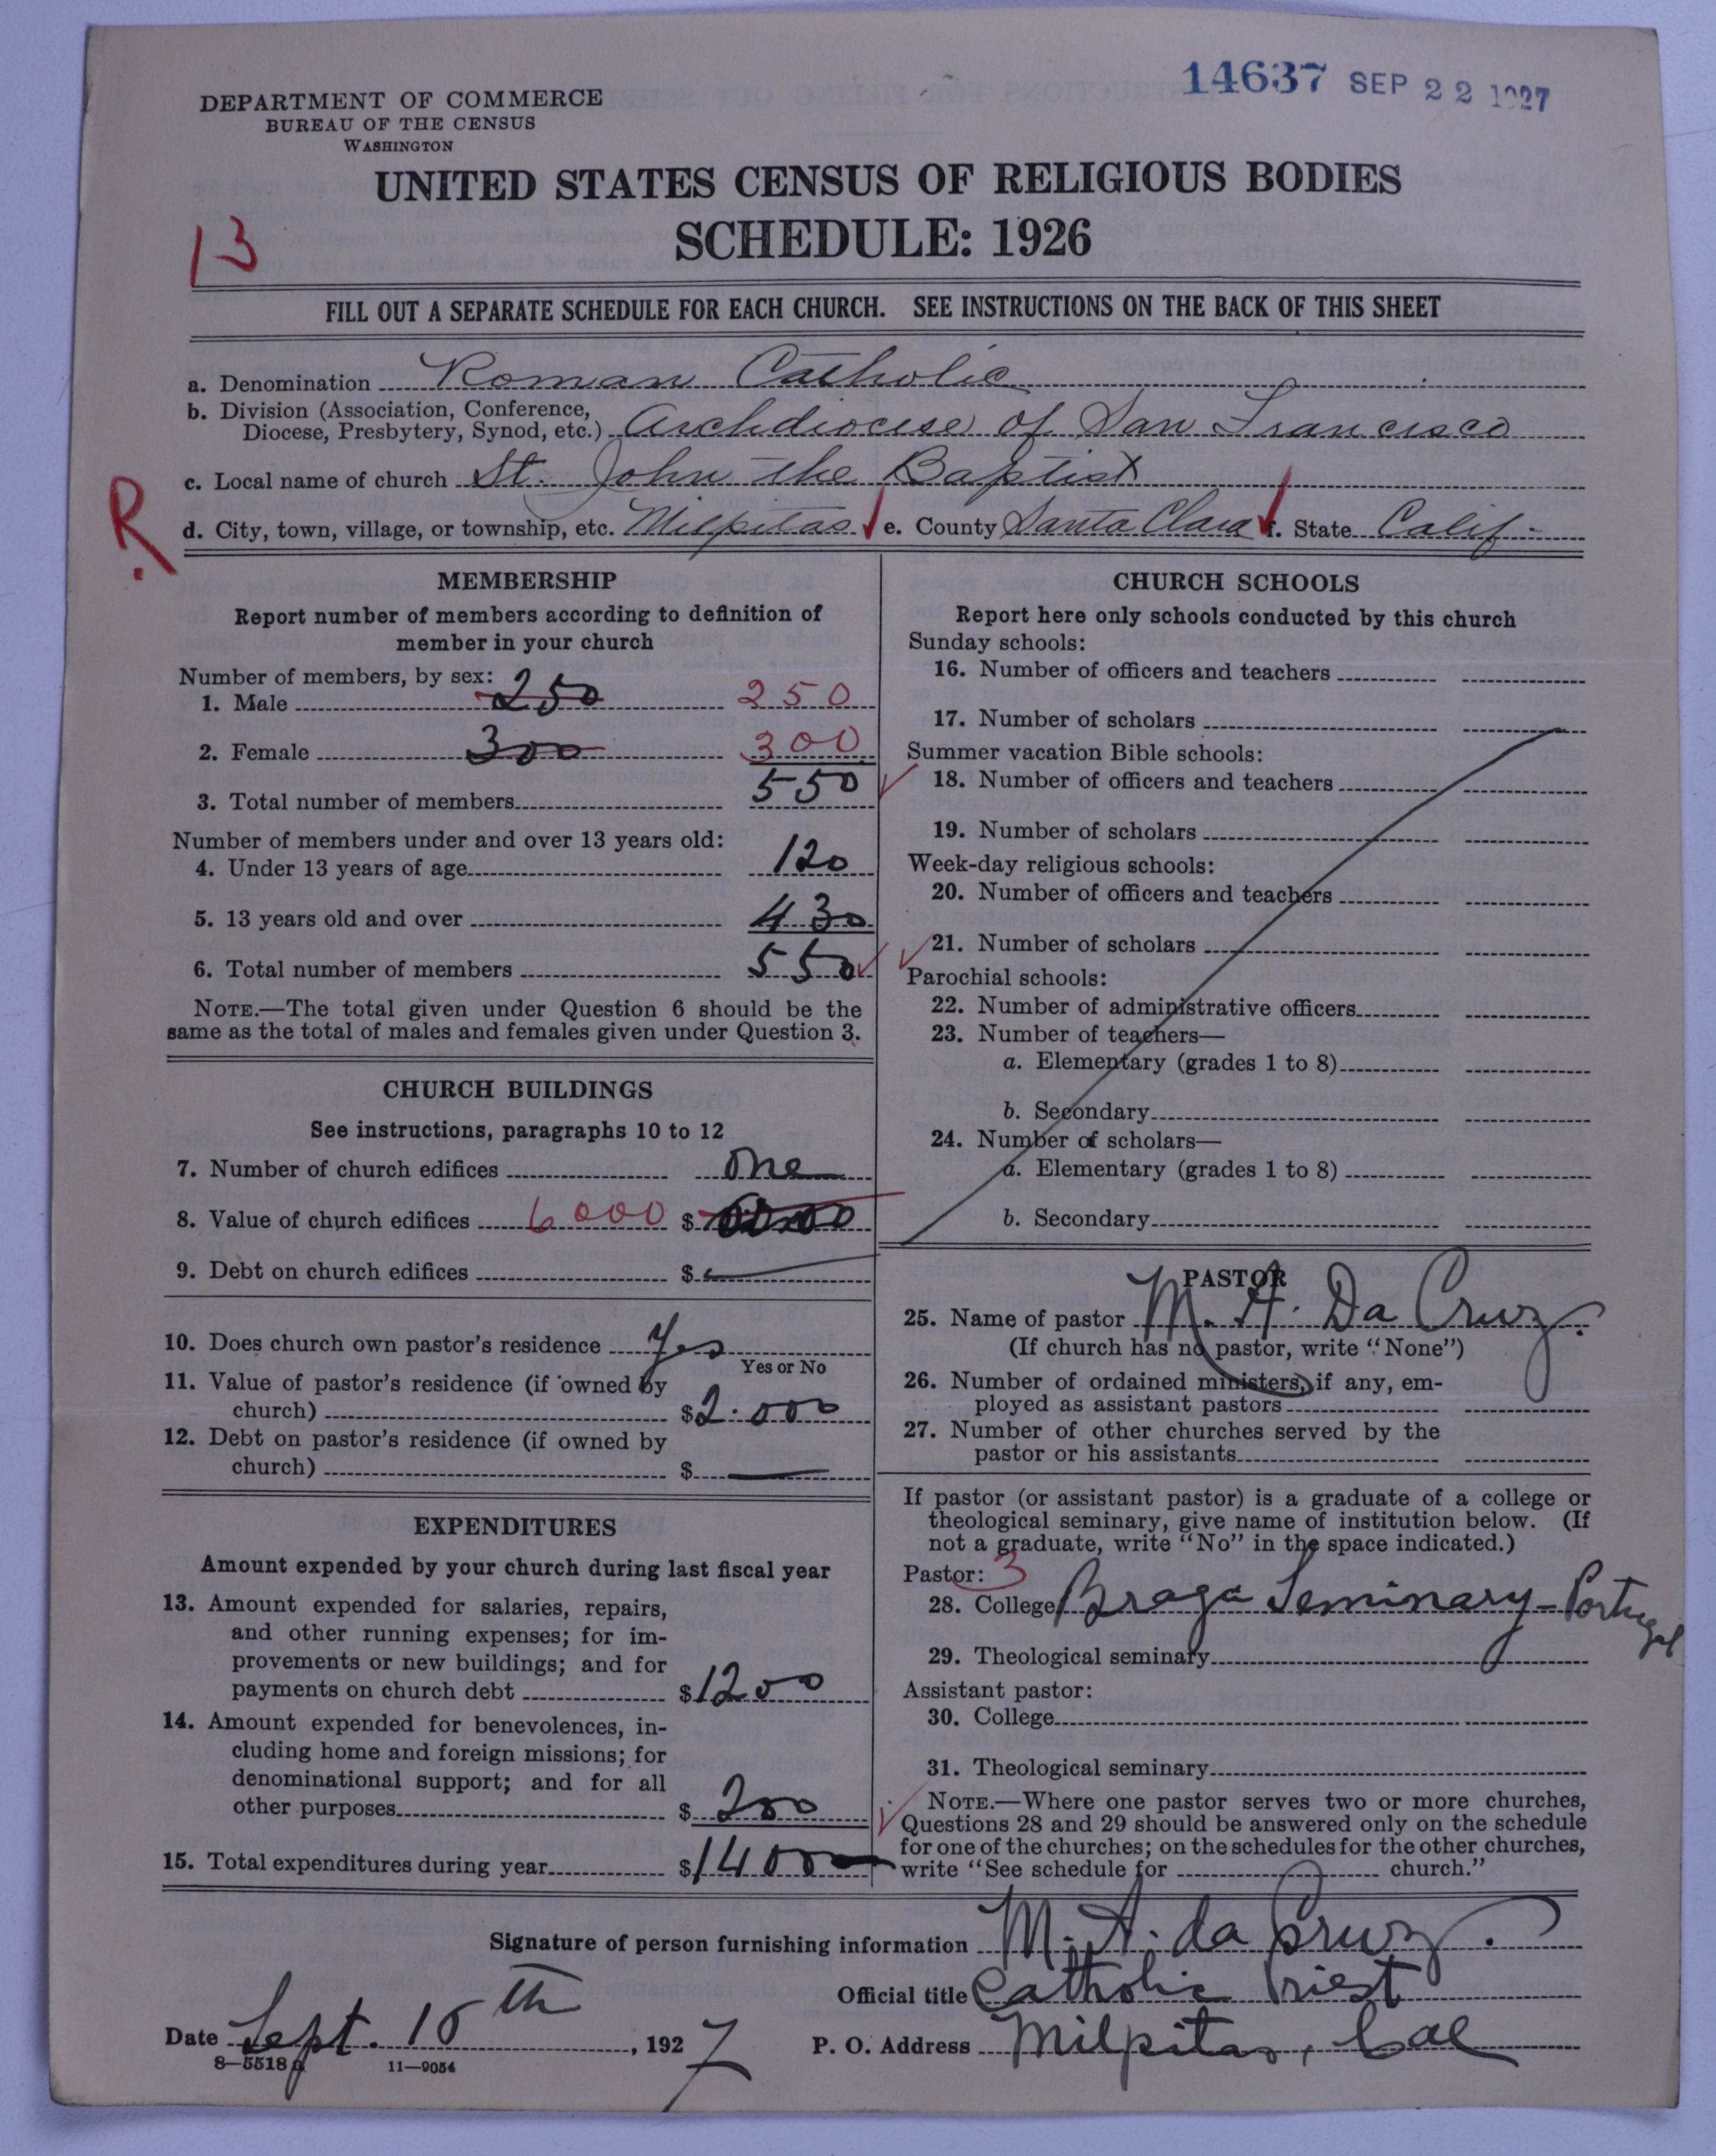 14637 SEP 22 1927
DEPARTMENT OF COMMERCE
BUREAU OF THE CENSUS
WASHINGTON
UNITED STATES CENSUS OF RELIGIOUS BODIES
SCHEDULE: 1926
13
FILL OUT A SEPARATE SCHEDULE FOR EACH CHURCH. SEE INSTRUCTIONS ON THE BACK OF THIS SHEET
a. Denomination Roman Catholic
b. Division (Association, Conference,
Diocese, Presbytery, Synod, etc.) Archdiocese of San Francisco
c. Local name of church St. John the Baptist
R.
d. City, town, village, or township, etc. Milpitas e. County Santa Clara f. State Calif.
MEMBERSHIP
Report number of members according to definition of
member in your church
Number of members, by sex:
1. Male 250 250
2. Female 300 300
3. Total number of members 550
Number of members under and over 13 years old:
4. Under 13 years of age 120
5. 13 years old and over 430
6. Total number of members 550
NOTE.—The total given under Question 6 should be the
same as the total of males and females given under Question 3.
CHURCH BUILDINGS
See instructions, paragraphs 10 to 12
7. Number of church edifices One
8. Value of church edifices 6000 $
9. Debt on church edifices $
10. Does church own pastor's residence Yes
Yes or No
11. Value of pastor's residence (if owned by
church) $2.000
12. Debt on pastor's residence (if owned by
church) $
EXPENDITURES
Amount expended by your church during last fiscal year
13. Amount expended for salaries, repairs,
and other running expenses; for im-
provements or new buildings; and for
payments on church debt $1200
14. Amount expended for benevolences, in-
cluding home and foreign missions; for
denominational support; and for all
other purposes $200
15. Total expenditures during year $1400
CHURCH SCHOOLS
Report here only schools conducted by this church
Sunday schools:
16. Number of officers and teachers
17. Number of scholars
Summer vacation Bible schools:
18. Number of officers and teachers
19. Number of scholars
Week-day religious schools:
20. Number of officers and teachers
21. Number of scholars
Parochial schools:
22. Number of administrative officers
23. Number of teachers—
a. Elementary (grades 1 to 8)
b. Secondary
24. Number of scholars—
a. Elementary (grades 1 to 8)
b. Secondary
PASTOR
25. Name of pastor M. A. Da Cruz.
(If church has no pastor, write "None")
26. Number of ordained ministers, if any, em-
ployed as assistant pastors
27. Number of other churches served by the
pastor or his assistants
If pastor (or assistant pastor) is a graduate of a college or
theological seminary, give name of institution below. (If
not a graduate, write "No" in the space indicated.)
Pastor: 3
28. College Braga Seminary - Portugal
29. Theological seminary
Assistant pastor:
30. College
31. Theological seminary
NOTE.—Where one pastor serves two or more churches,
Questions 28 and 29 should be answered only on the schedule
for one of the churches; on the schedules for the other churches,
write "See schedule for church."
Signature of person furnishing information M. A. da Cruz.
Official title Catholic Priest
Date Sept. 16th, 1927 P. O. Address Milpitas, Cal
8—5518 a 11—9054